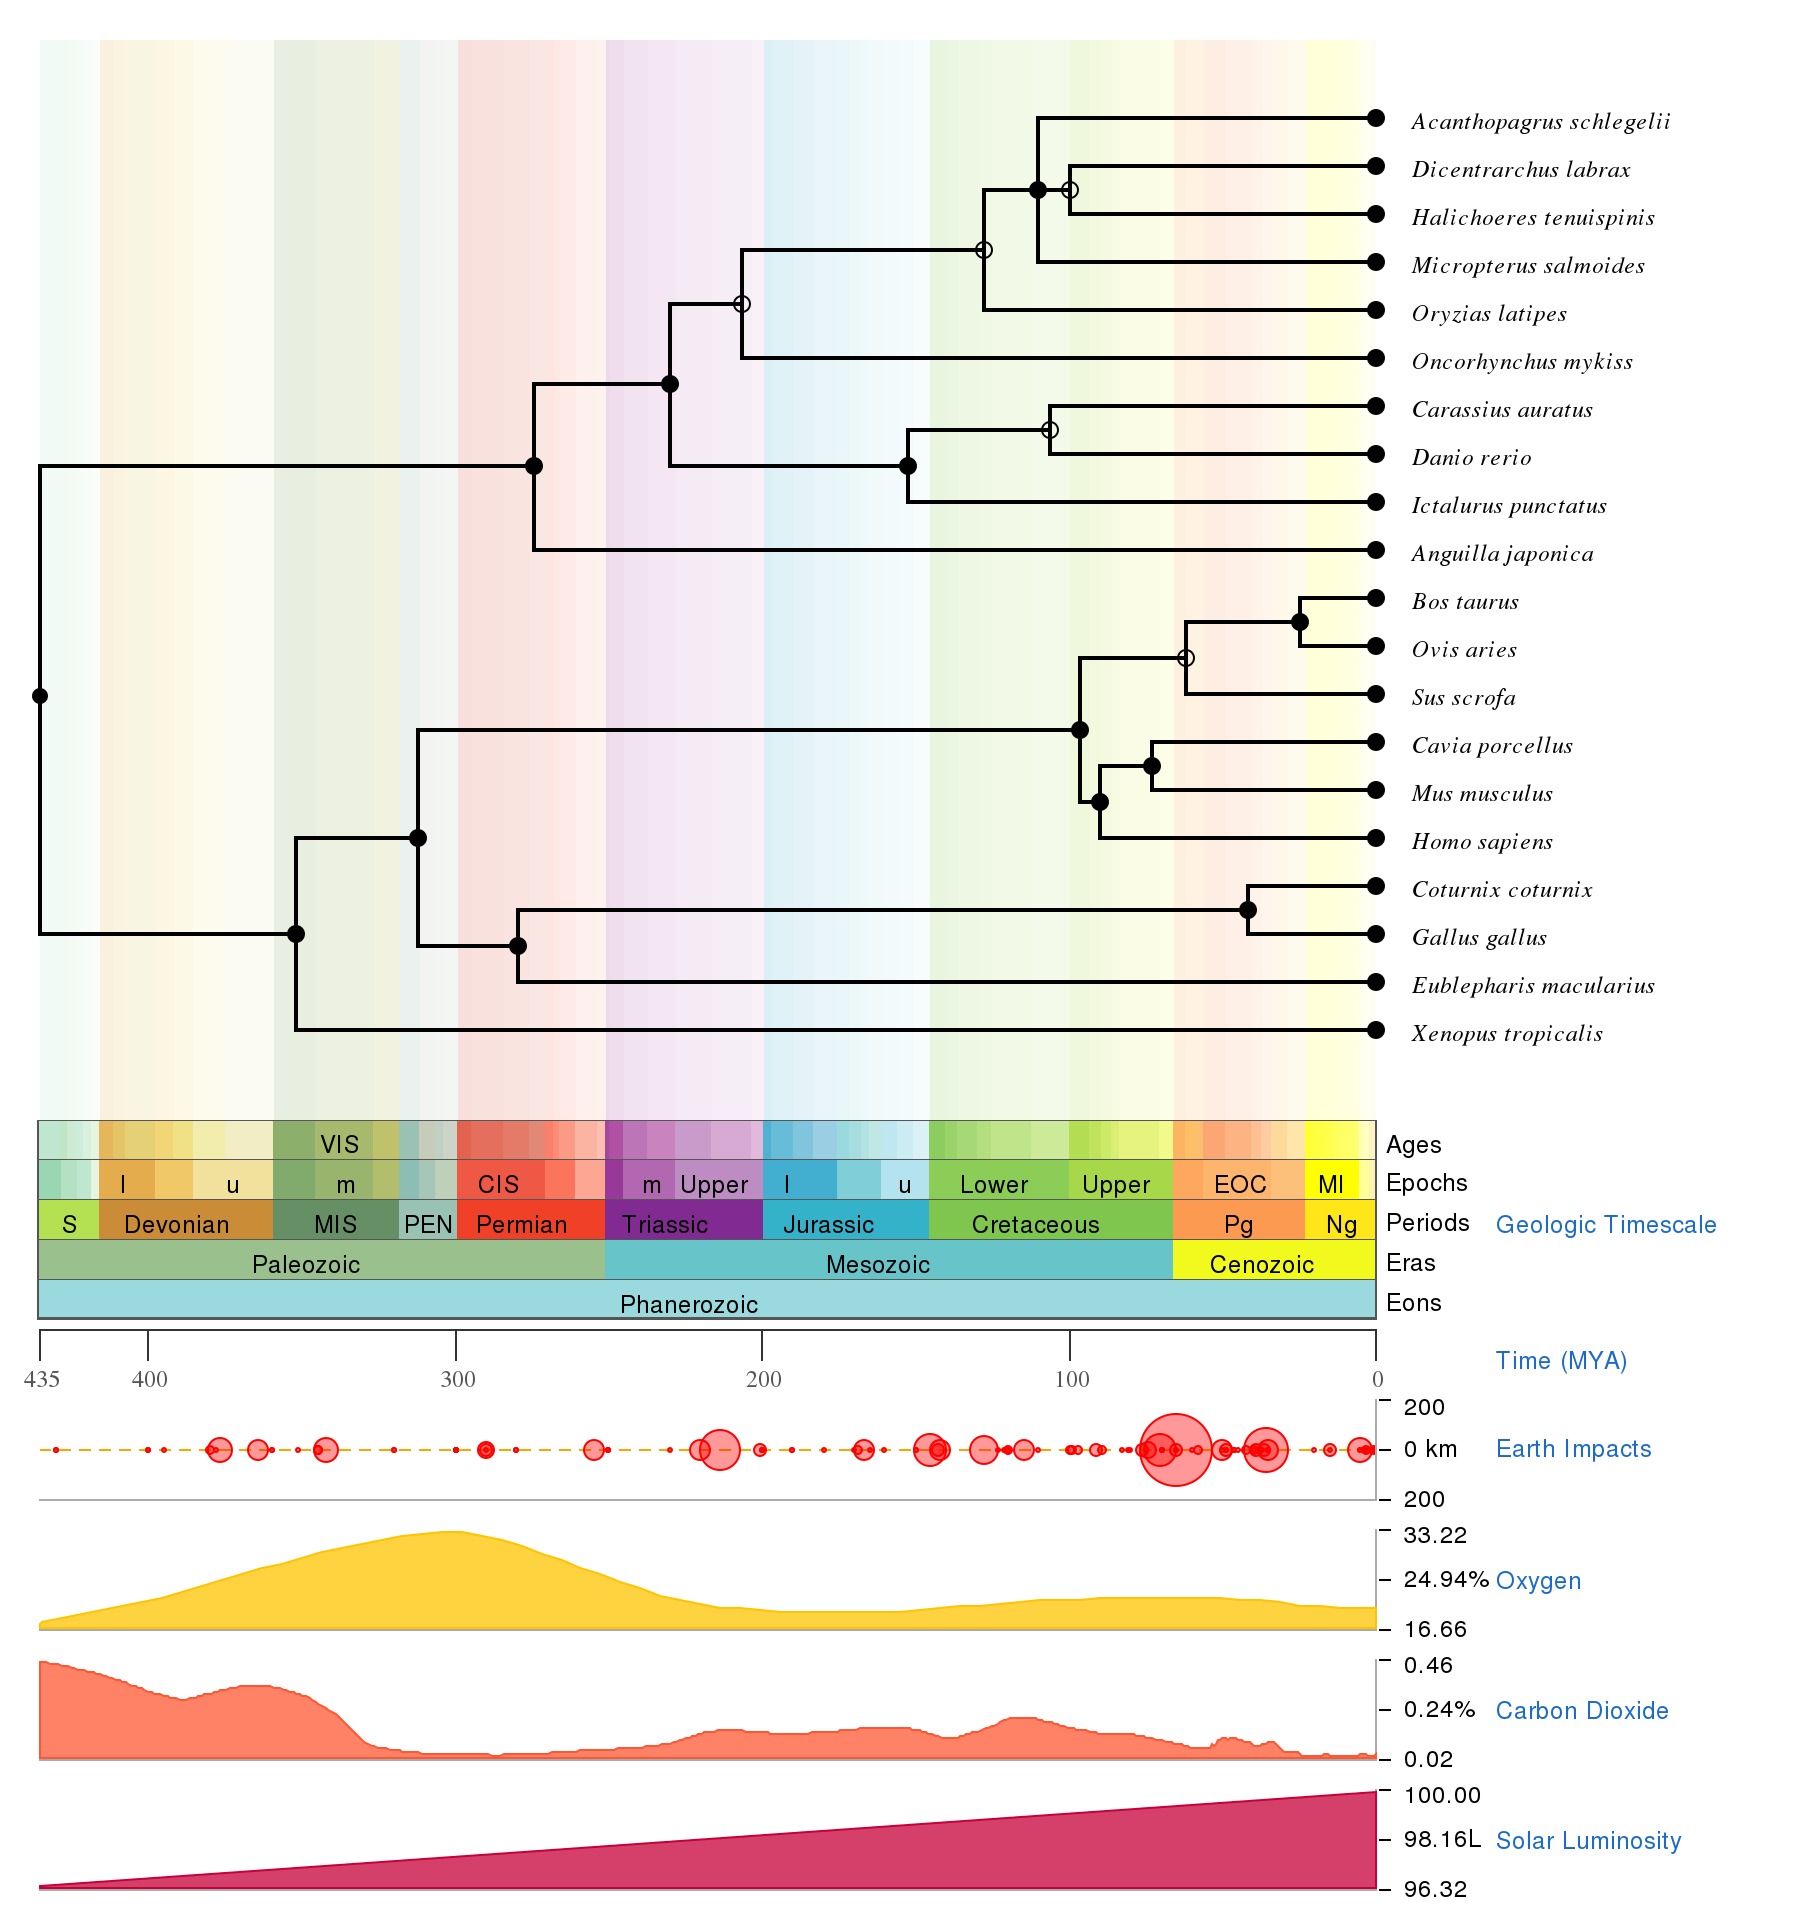 Acanthopagrus schlegelii
Dicentrarchus labrax
Halichoeres tenuispinis
Micropterus salmoides
Oryzias latipes
Oncorhynchus mykiss
Carassius auratus
Danio rerio
Ictalurus punctatus
Anguilla japonica
Bos taurus
Ovis aries
Sus scrofa
Cavia porcellus
Mus musculus
Homo sapiens
Coturnix coturnix
Gallus gallus
Eublepharis macularius
Xenopus tropicalis
VIS Ages
l u m CIS m Upper l u Lower Upper EOC MI Epochs
S Devonian MIS PEN Permian Triassic Jurassic Cretaceous Pg Ng Periods Geologic Timescale
Paleozoic Mesozoic Cenozoic Eras
Phanerozoic Eons
Time (MYA)
435 400 300 200 100 0
200
0 km Earth Impacts
200
33.22
24.94% Oxygen
16.66
0.46
0.24% Carbon Dioxide
0.02
100.00
98.16L Solar Luminosity
96.32